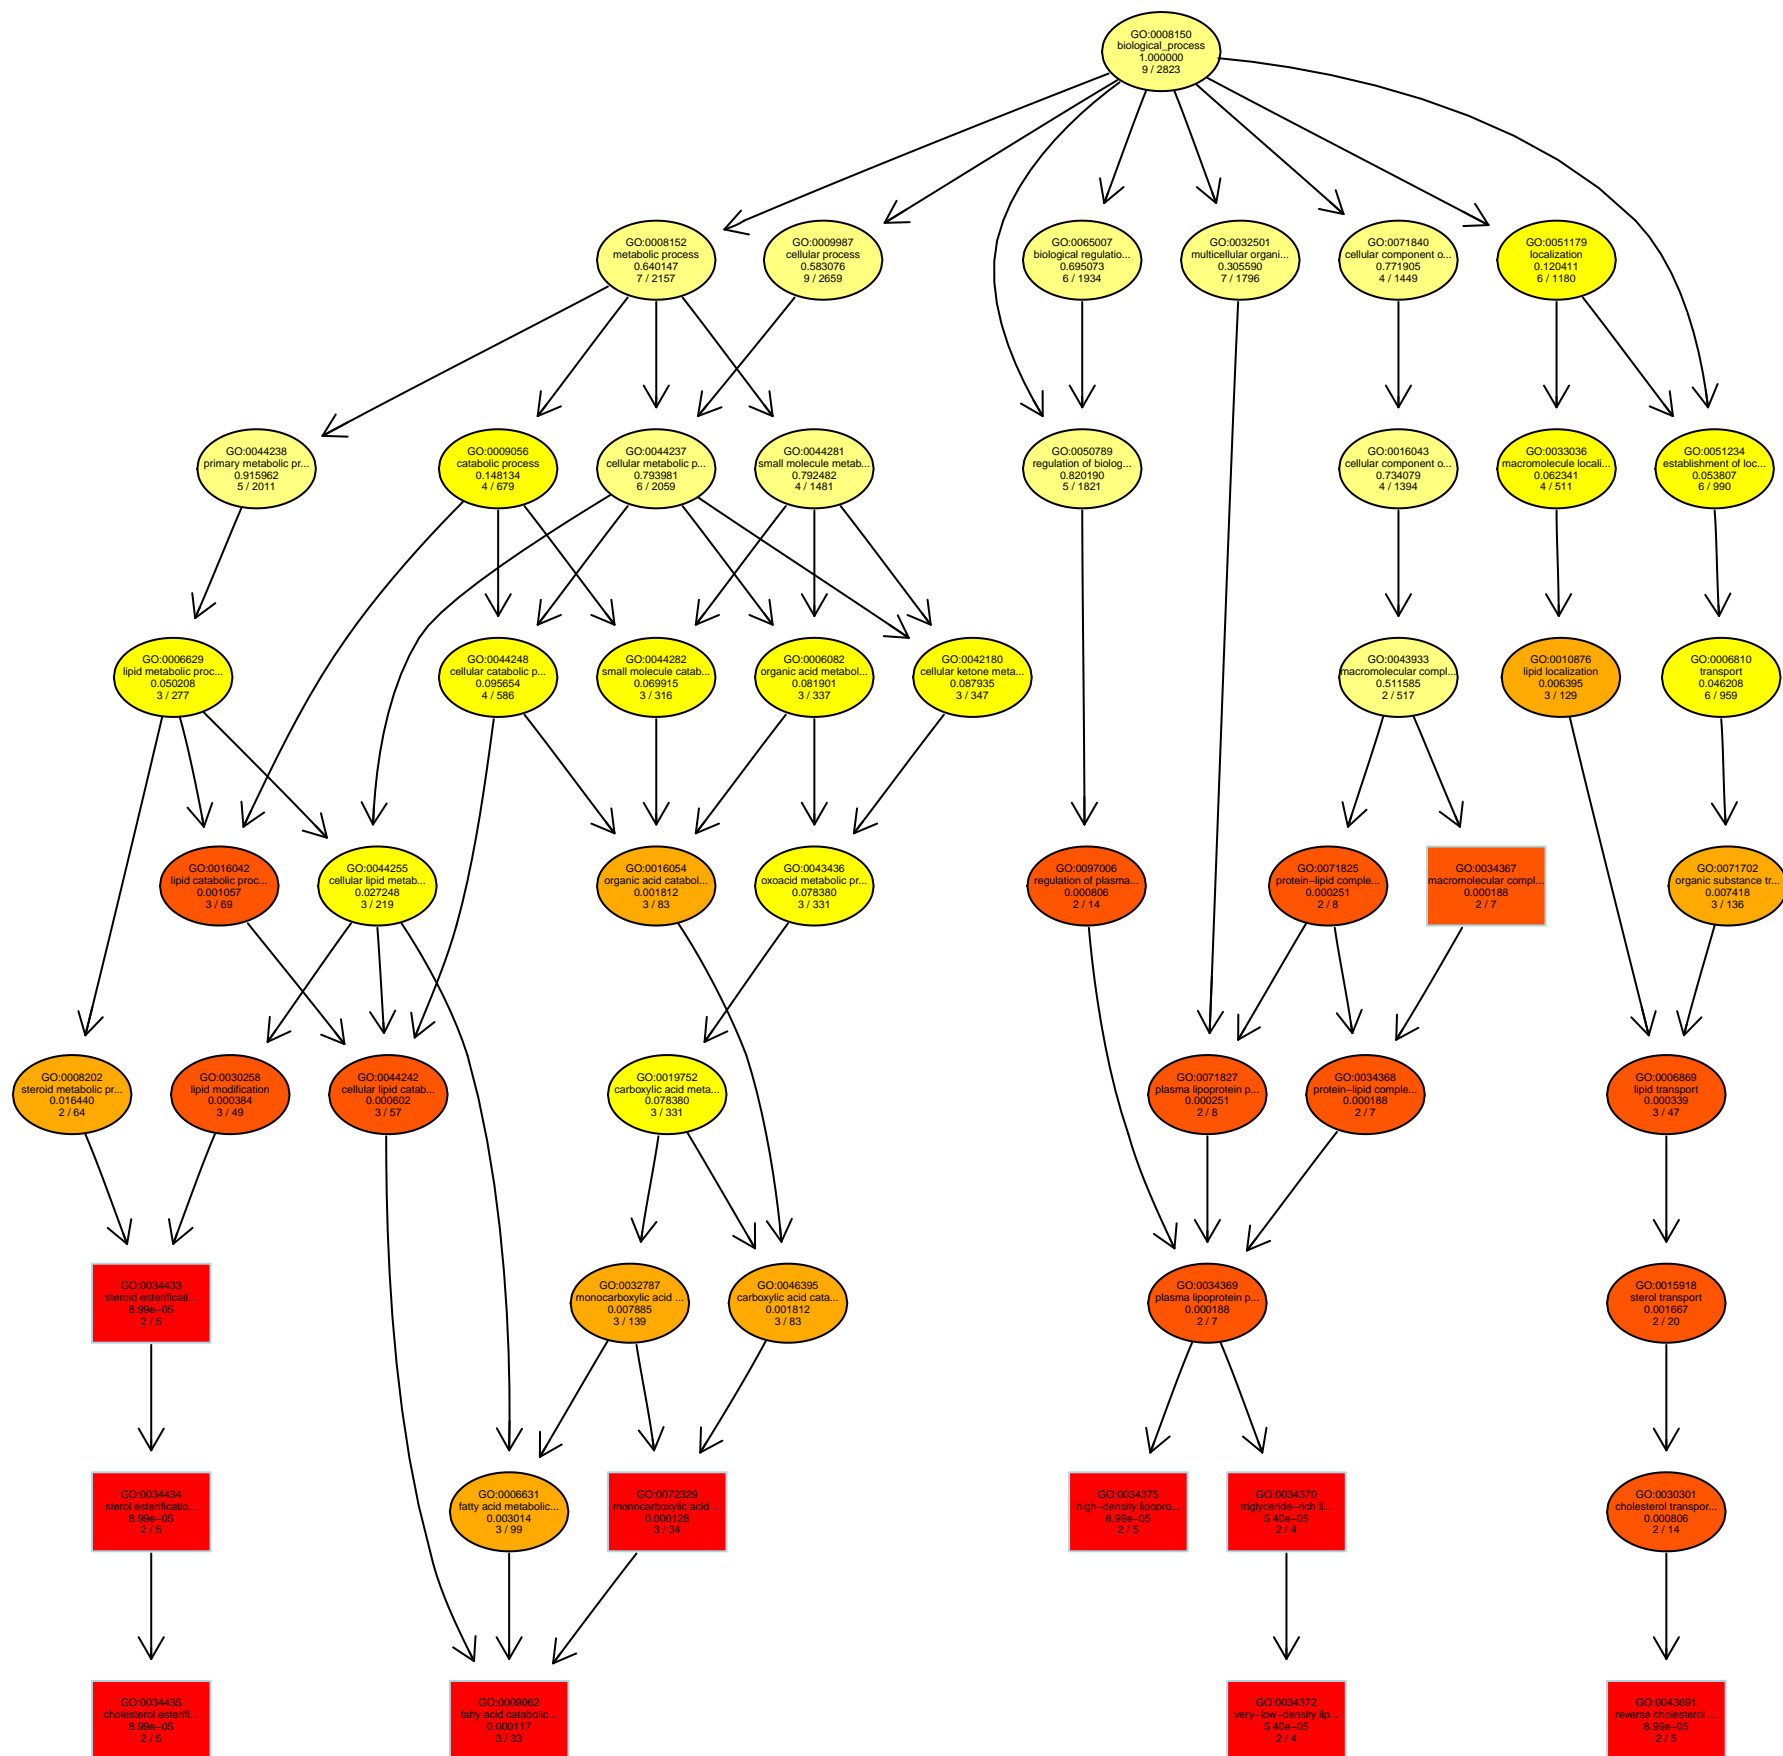 GO:0008150
biological_process
1.000000
9 / 2823
GO:0008152
metabolic process
0.640147
7 / 2157
GO:0009987
cellular process
0.583076
9 / 2659
GO:0065007
biological regulatio...
0.695073
6 / 1934
GO:0032501
multicellular organi...
0.305590
7 / 1796
GO:0071840
cellular component o...
0.771905
4 / 1449
GO:0051179
localization
0.120411
6 / 1180
GO:0044238
primary metabolic pr...
0.915962
5 / 2011
GO:0009056
catabolic process
0.148134
4 / 679
GO:0044237
cellular metabolic p...
0.793981
6 / 2059
GO:0044281
small molecule metab...
0.792482
4 / 1481
GO:0050789
regulation of biolog...
0.820190
5 / 1821
GO:0016043
cellular component o...
0.734079
4 / 1394
GO:0033036
macromolecule locali...
0.062341
4 / 511
GO:0051234
establishment of loc...
0.053807
6 / 990
GO:0006629
lipid metabolic proc...
0.050208
3 / 277
GO:0044248
cellular catabolic p...
0.095654
4 / 586
GO:0044282
small molecule catab...
0.069915
3 / 316
GO:0006082
organic acid metabol...
0.081901
3 / 337
GO:0042180
cellular ketone meta...
0.087935
3 / 347
GO:0043933
macromolecular compl...
0.511585
2 / 517
GO:0010876
lipid localization
0.006395
3 / 129
GO:0006810
transport
0.046208
6 / 959
GO:0016042
lipid catabolic proc...
0.001057
3 / 69
GO:0044255
cellular lipid metab...
0.027248
3 / 219
GO:0016054
organic acid catabol...
0.001812
3 / 83
GO:0043436
oxoacid metabolic pr...
0.078380
3 / 331
GO:0097006
regulation of plasma...
0.000806
2 / 14
GO:0071825
protein−lipid comple...
0.000251
2 / 8
GO:0034367
macromolecular compl...
0.000188
2 / 7
GO:0071702
organic substance tr...
0.007418
3 / 136
GO:0008202
steroid metabolic pr...
0.016440
2 / 64
GO:0030258
lipid modification
0.000384
3 / 49
GO:0044242
cellular lipid catab...
0.000602
3 / 57
GO:0019752
carboxylic acid meta...
0.078380
3 / 331
GO:0071827
plasma lipoprotein p...
0.000251
2 / 8
GO:0034368
protein−lipid comple...
0.000188
2 / 7
GO:0006869
lipid transport
0.000339
3 / 47
GO:0034433
steroid esterificati...
8.99e−05
2 / 5
GO:0032787
monocarboxylic acid ...
0.007885
3 / 139
GO:0046395
carboxylic acid cata...
0.001812
3 / 83
GO:0034369
plasma lipoprotein p...
0.000188
2 / 7
GO:0015918
sterol transport
0.001667
2 / 20
GO:0034434
sterol esterificatio...
8.99e−05
2 / 5
GO:0006631
fatty acid metabolic...
0.003014
3 / 99
GO:0072329
monocarboxylic acid ...
0.000128
3 / 34
GO:0034375
high−density lipopro...
8.99e−05
2 / 5
GO:0034370
triglyceride−rich li...
5.40e−05
2 / 4
GO:0030301
cholesterol transpor...
0.000806
2 / 14
GO:0034435
cholesterol esterifi...
8.99e−05
2 / 5
GO:0009062
fatty acid catabolic...
0.000117
3 / 33
GO:0034372
very−low−density lip...
5.40e−05
2 / 4
GO:0043691
reverse cholesterol ...
8.99e−05
2 / 5